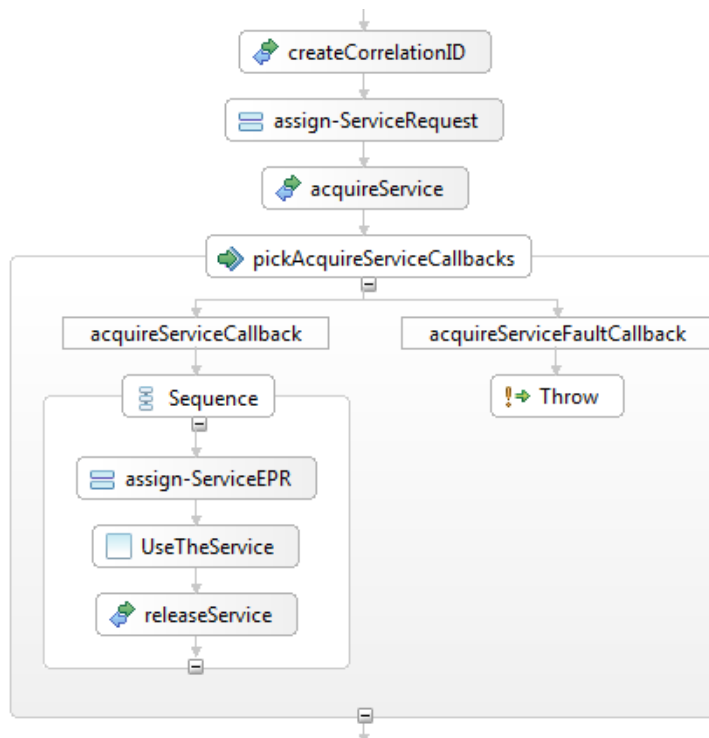 createCorrelationID
assign-ServiceRequest
acquireService
pickAcquireServiceCallbacks
acquireServiceCallback
acquireServiceFaultCallback
Sequence
Throw
assign-ServiceEPR
UseTheService
releaseService